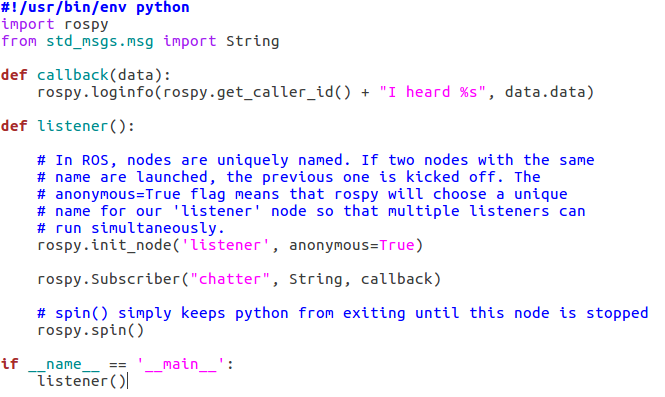 #!/usr/bin/env python
import rospy
from std_msgs.msg import String

def callback(data):
    rospy.loginfo(rospy.get_caller_id() + "I heard %s", data.data)

def listener():

    # In ROS, nodes are uniquely named. If two nodes with the same
    # name are launched, the previous one is kicked off. The
    # anonymous=True flag means that rospy will choose a unique
    # name for our 'listener' node so that multiple listeners can
    # run simultaneously.
    rospy.init_node('listener', anonymous=True)

    rospy.Subscriber("chatter", String, callback)

    # spin() simply keeps python from exiting until this node is stopped
    rospy.spin()

if __name__ == '__main__':
    listener()